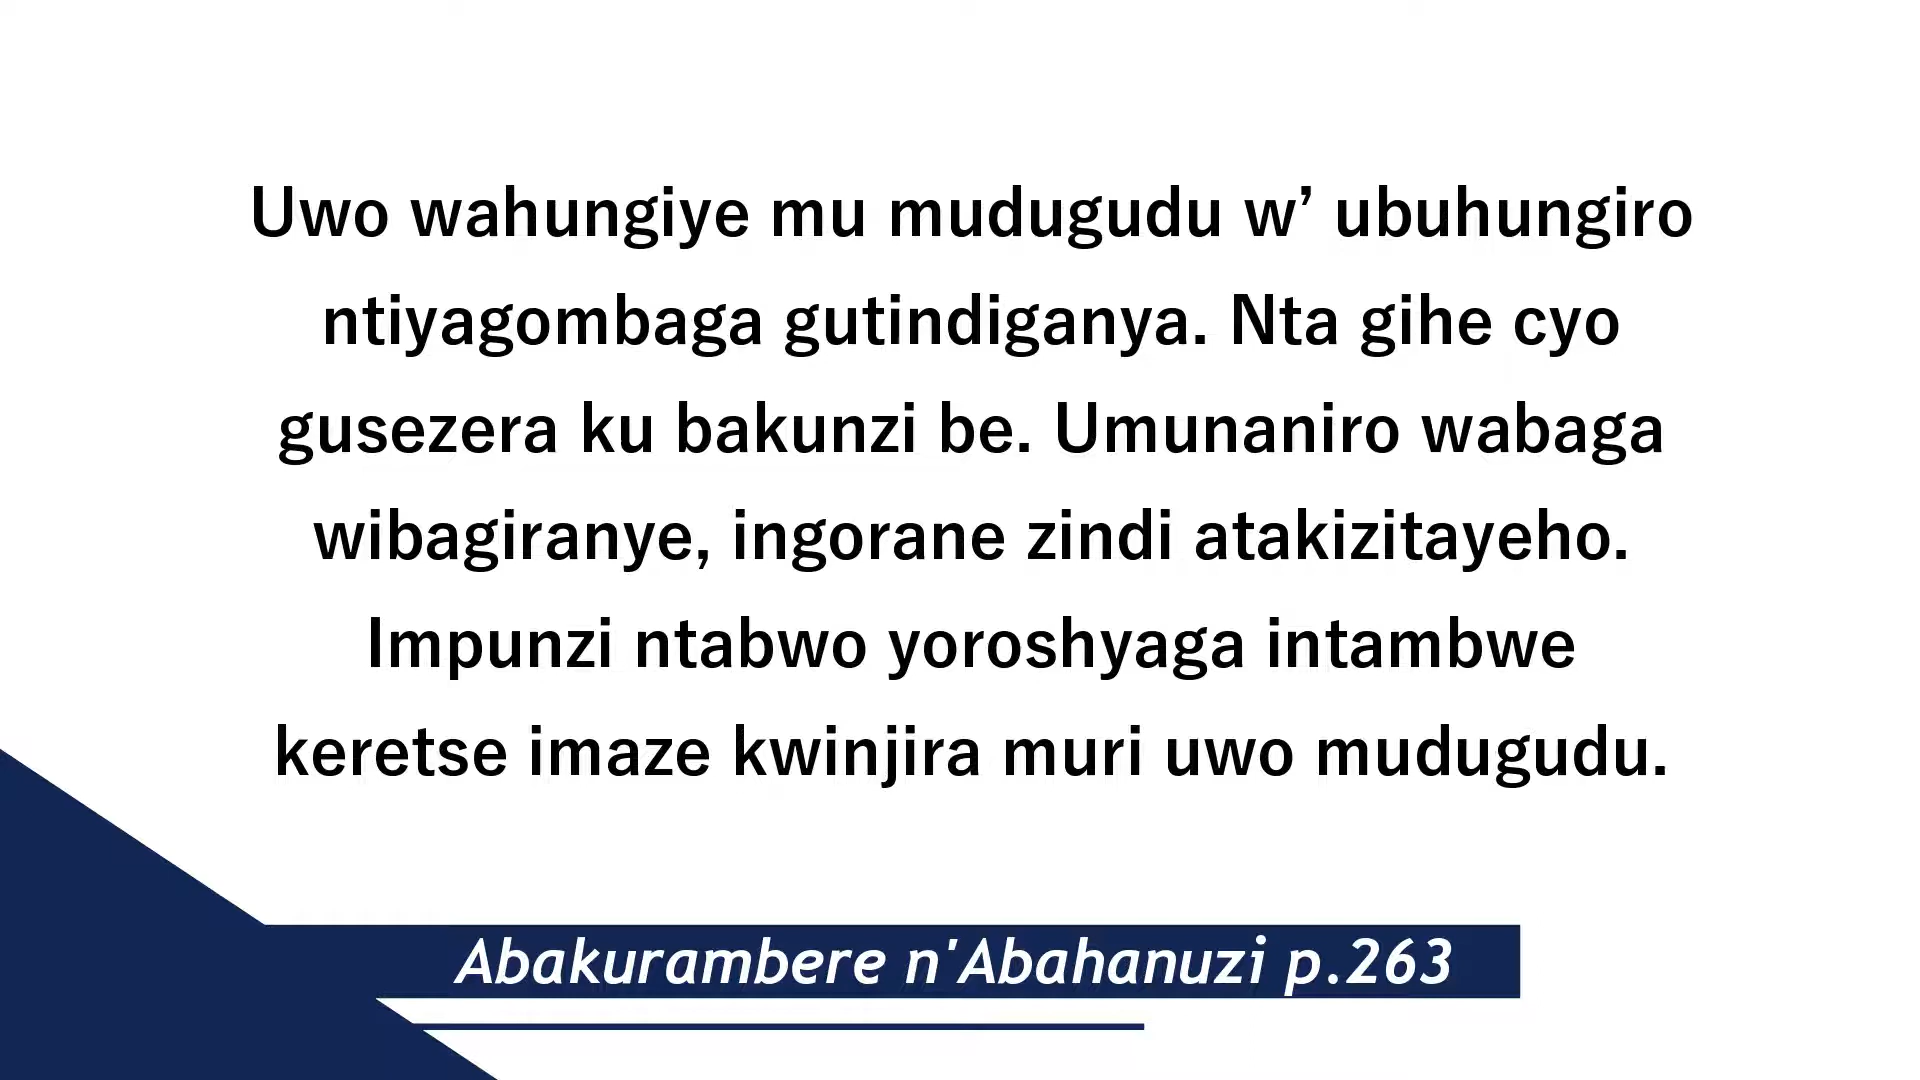 Uwo wahungiye mu mudugudu w’ ubuhungiro
ntiyagombaga gutindiganya. Nta gihe cyo
gusezera ku bakunzi be. Umunaniro wabaga
wibagiranye, ingorane zindi atakizitayeho.
Impunzi ntabwo yoroshyaga intambwe
keretse imaze kwinjira muri uwo mudugudu.
Abakurambere n'Abahanuzi p.263